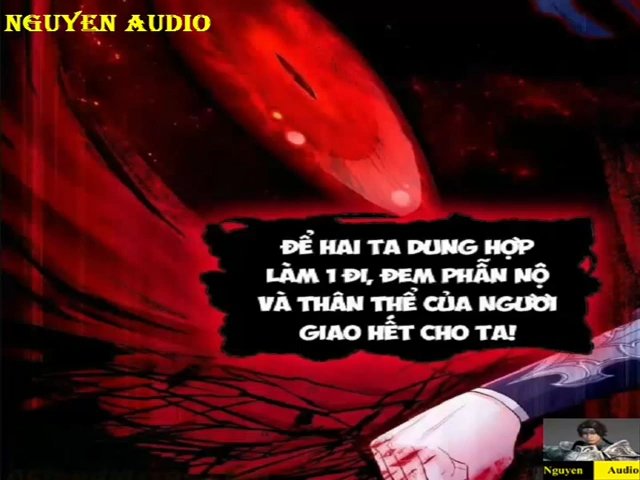 NGUYEN AUDIO
ĐỂ HAI TA DUNG HỢP
LÀM 1 ĐI, ĐEM PHẪN NỘ
VÀ THÂN THỂ CỦA NGƯƠI
GIAO HẾT CHO TA!
Nguyen Audio